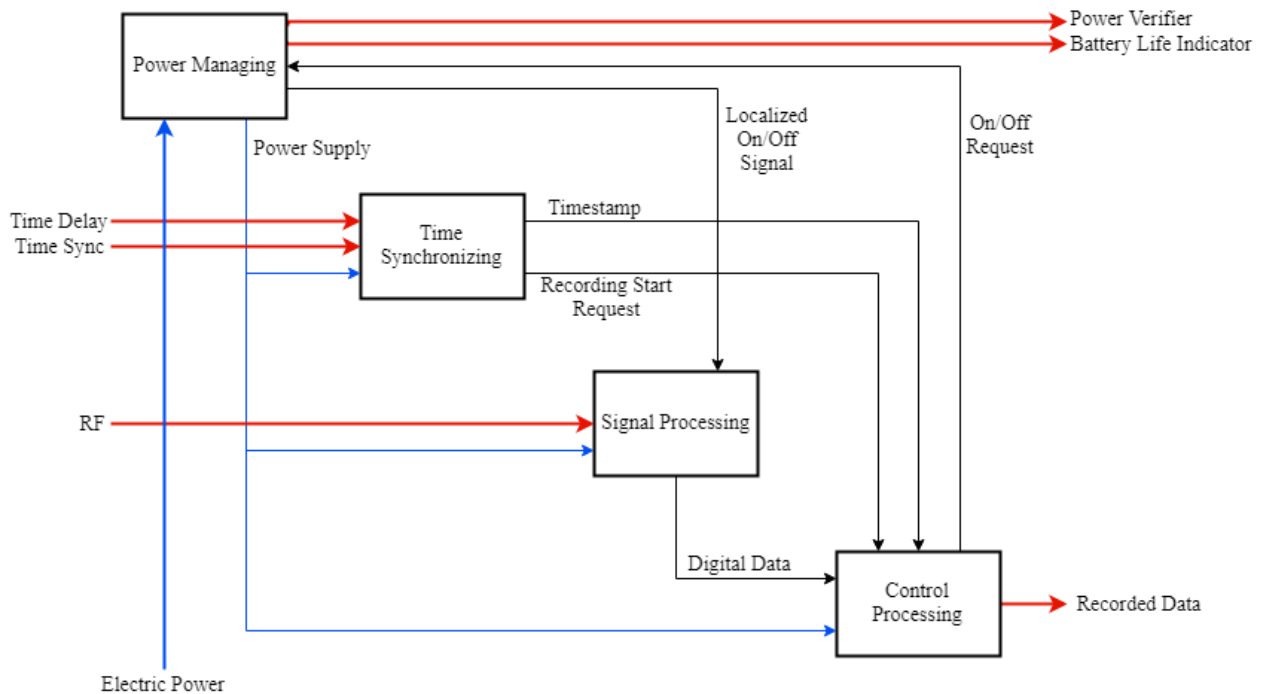 Power Verifier
Battery Life Indicator
Power Managing
Localized
On/Off
Signal
On/Off
Request
Power Supply
Time Delay
Time Sync
Time
Synchronizing
Timestamp
Recording Start
Request
RF
Signal Processing
Digital Data
Control
Processing
Recorded Data
Electric Power